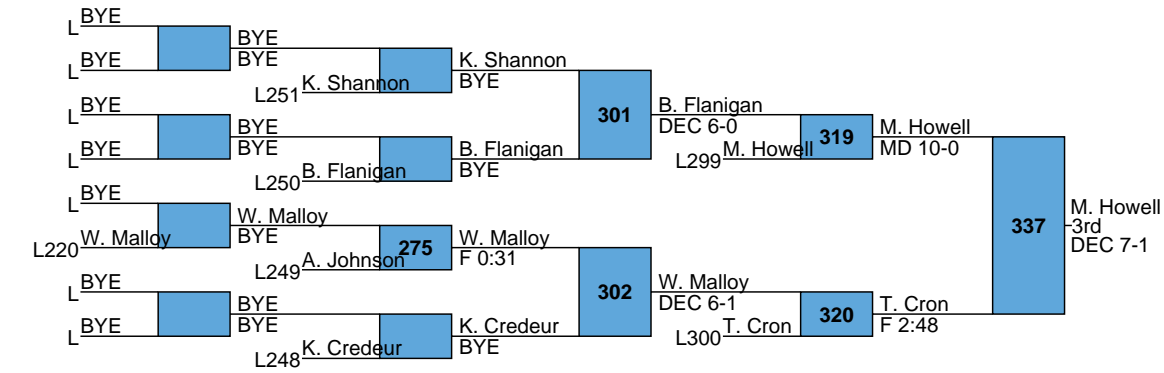 L BYE
L BYE
BYE
BYE
L251 K. Shannon
K. Shannon
BYE
L BYE
L BYE
BYE
BYE
L250 B. Flanigan
B. Flanigan
BYE
301
B. Flanigan
DEC 6-0
L299 M. Howell
319
M. Howell
MD 10-0
L BYE
L220 W. Malloy
W. Malloy
BYE
L249 A. Johnson
275
W. Malloy
F 0:31
L BYE
L BYE
BYE
BYE
L248 K. Credeur
K. Credeur
BYE
302
W. Malloy
DEC 6-1
L300 T. Cron
320
T. Cron
F 2:48
337
M. Howell
3rd
DEC 7-1